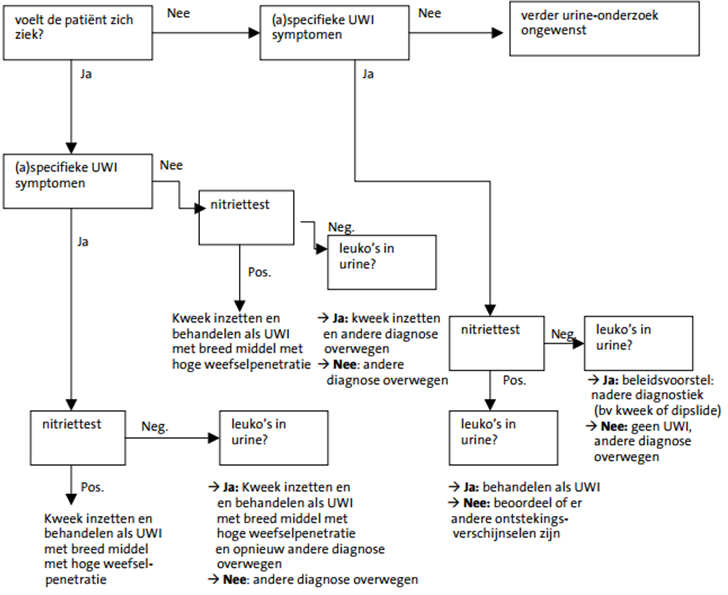 voelt de patiënt zich
ziek?
Nee
(a)specifieke UWI
symptomen
Nee
verder urine-onderzoek
ongewenst
Ja
Ja
(a)specifieke UWI
symptomen
Nee
nitriettest
Neg.
leuko's in
urine?
Ja
Pos.
Kweek inzetten en
behandelen als UWI
met breed middel met
hoge weefselpenetratie
→ Ja: kweek inzetten
en andere diagnose
overwegen
→ Nee: andere
diagnose overwegen
nitriettest
Neg.
leuko's in
urine?
Pos.
→ Ja: beleidsvoorstel:
nadere diagnostiek
(bv kweek of dipslide)
→ Nee: geen UWI,
andere diagnose
overwegen
nitriettest
Neg.
leuko's in
urine?
leuko's in
urine?
Pos.
Kweek inzetten en
behandelen als UWI
met breed middel
met hoge weefsel-
penetratie
→ Ja: Kweek inzetten en
en behandelen als UWI
met breed middel met
hoge weefselpenetratie
en opnieuw andere diagnose
overwegen
→ Nee: andere diagnose overwegen
→ Ja: behandelen als UWI
→ Nee: beoordeel of er
andere ontstekings-
verschijnselen zijn